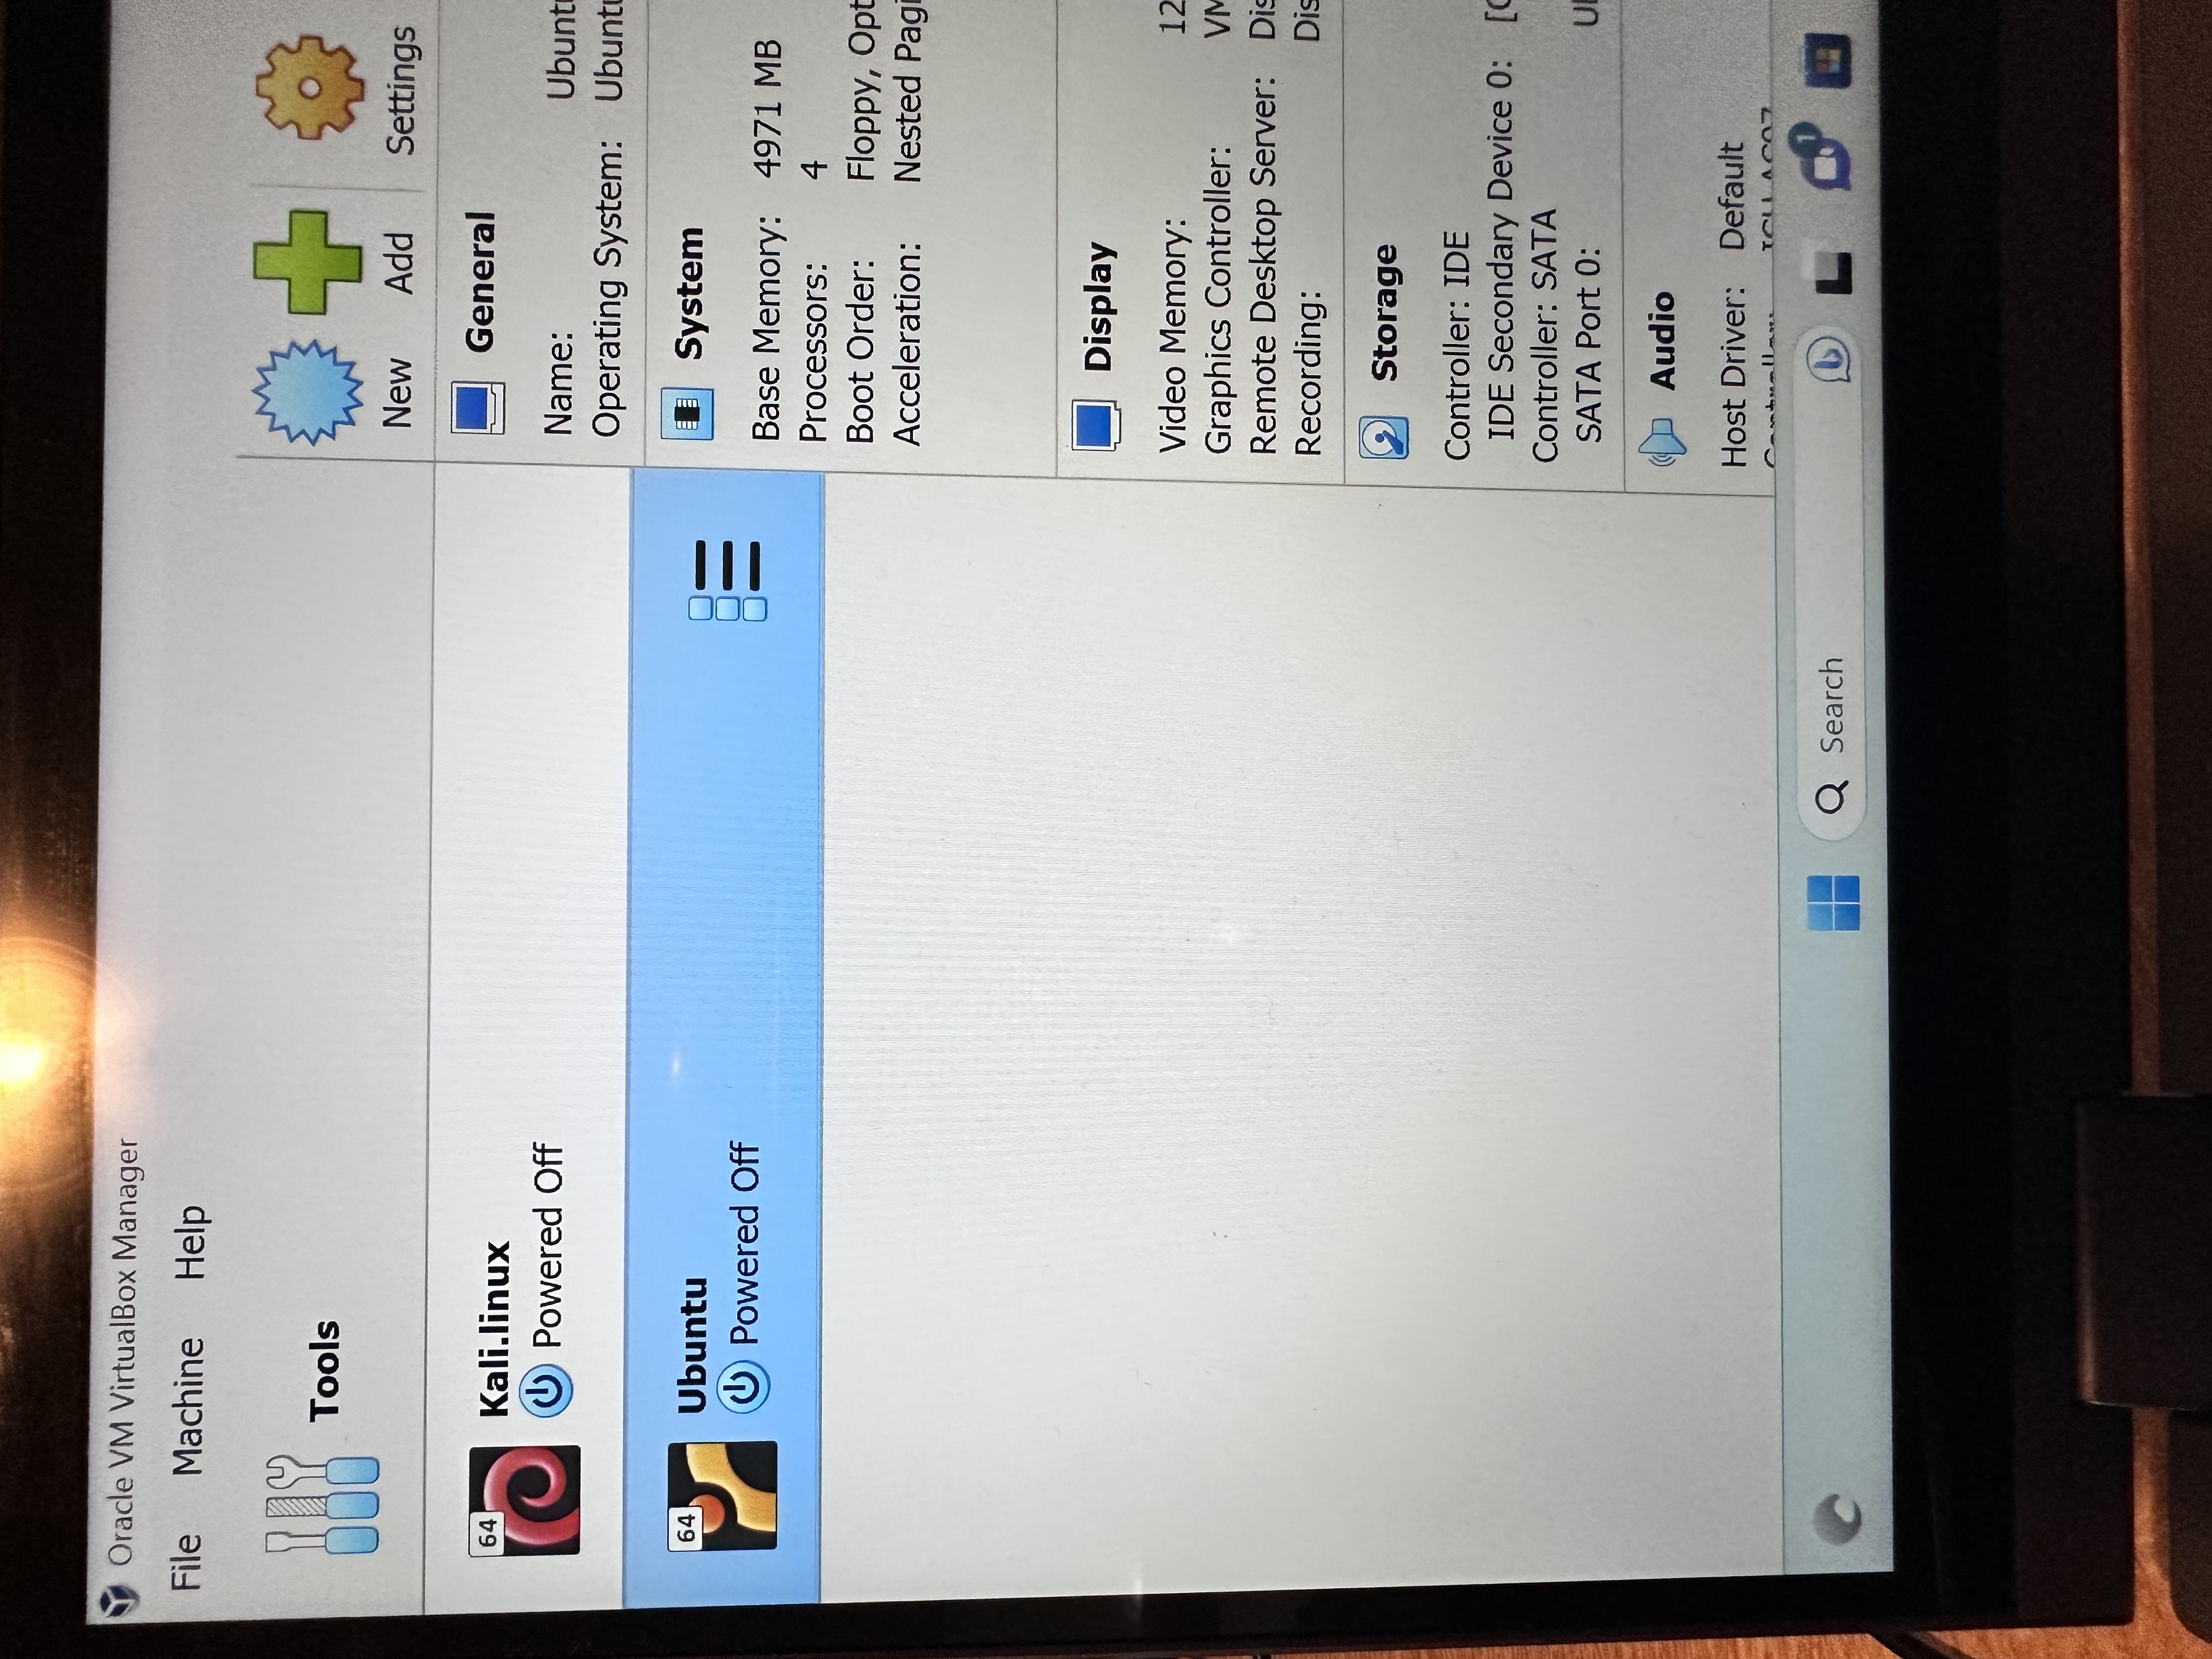 Oracle VM VirtualBox Manager
File Machine Help
Tools
New Add Settings
64
Kali.linux
Powered Off
64
Ubuntu
Powered Off
General
Name: Ubuntu
Operating System: Ubuntu
System
Base Memory: 4971 MB
Processors: 4
Boot Order: Floppy, Opt
Acceleration: Nested Pagi
Display
Video Memory: 12
Graphics Controller: VM
Remote Desktop Server: Dis
Recording: Dis
Storage
Controller: IDE
IDE Secondary Device 0: [
Controller: SATA
SATA Port 0: U
Audio
Host Driver: Default
Search
1